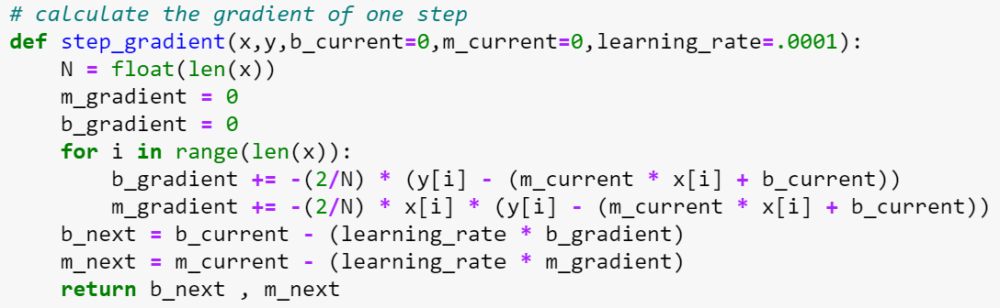 # calculate the gradient of one step
def step_gradient(x,y,b_current=0,m_current=0,learning_rate=.0001):
    N = float(len(x))
    m_gradient = 0
    b_gradient = 0
    for i in range(len(x)):
        b_gradient += -(2/N) * (y[i] - (m_current * x[i] + b_current))
        m_gradient += -(2/N) * x[i] * (y[i] - (m_current * x[i] + b_current))
    b_next = b_current - (learning_rate * b_gradient)
    m_next = m_current - (learning_rate * m_gradient)
    return b_next , m_next